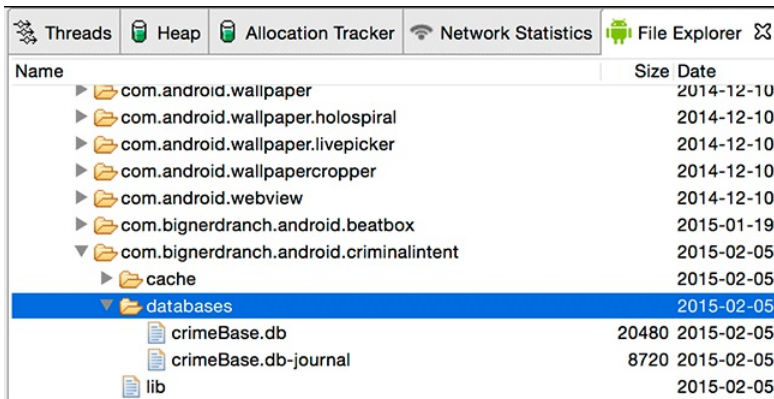 Threads Heap Allocation Tracker Network Statistics File Explorer
Name Size Date
com.android.wallpaper 2014-12-10
com.android.wallpaper.holospiral 2014-12-10
com.android.wallpaper.livepicker 2014-12-10
com.android.wallpapercropper 2014-12-10
com.android.webview 2014-12-10
com.bignerdranch.android.beatbox 2015-01-19
com.bignerdranch.android.criminalintent 2015-02-05
cache 2015-02-05
databases 2015-02-05
crimeBase.db 20480 2015-02-05
crimeBase.db-journal 8720 2015-02-05
lib 2015-02-05